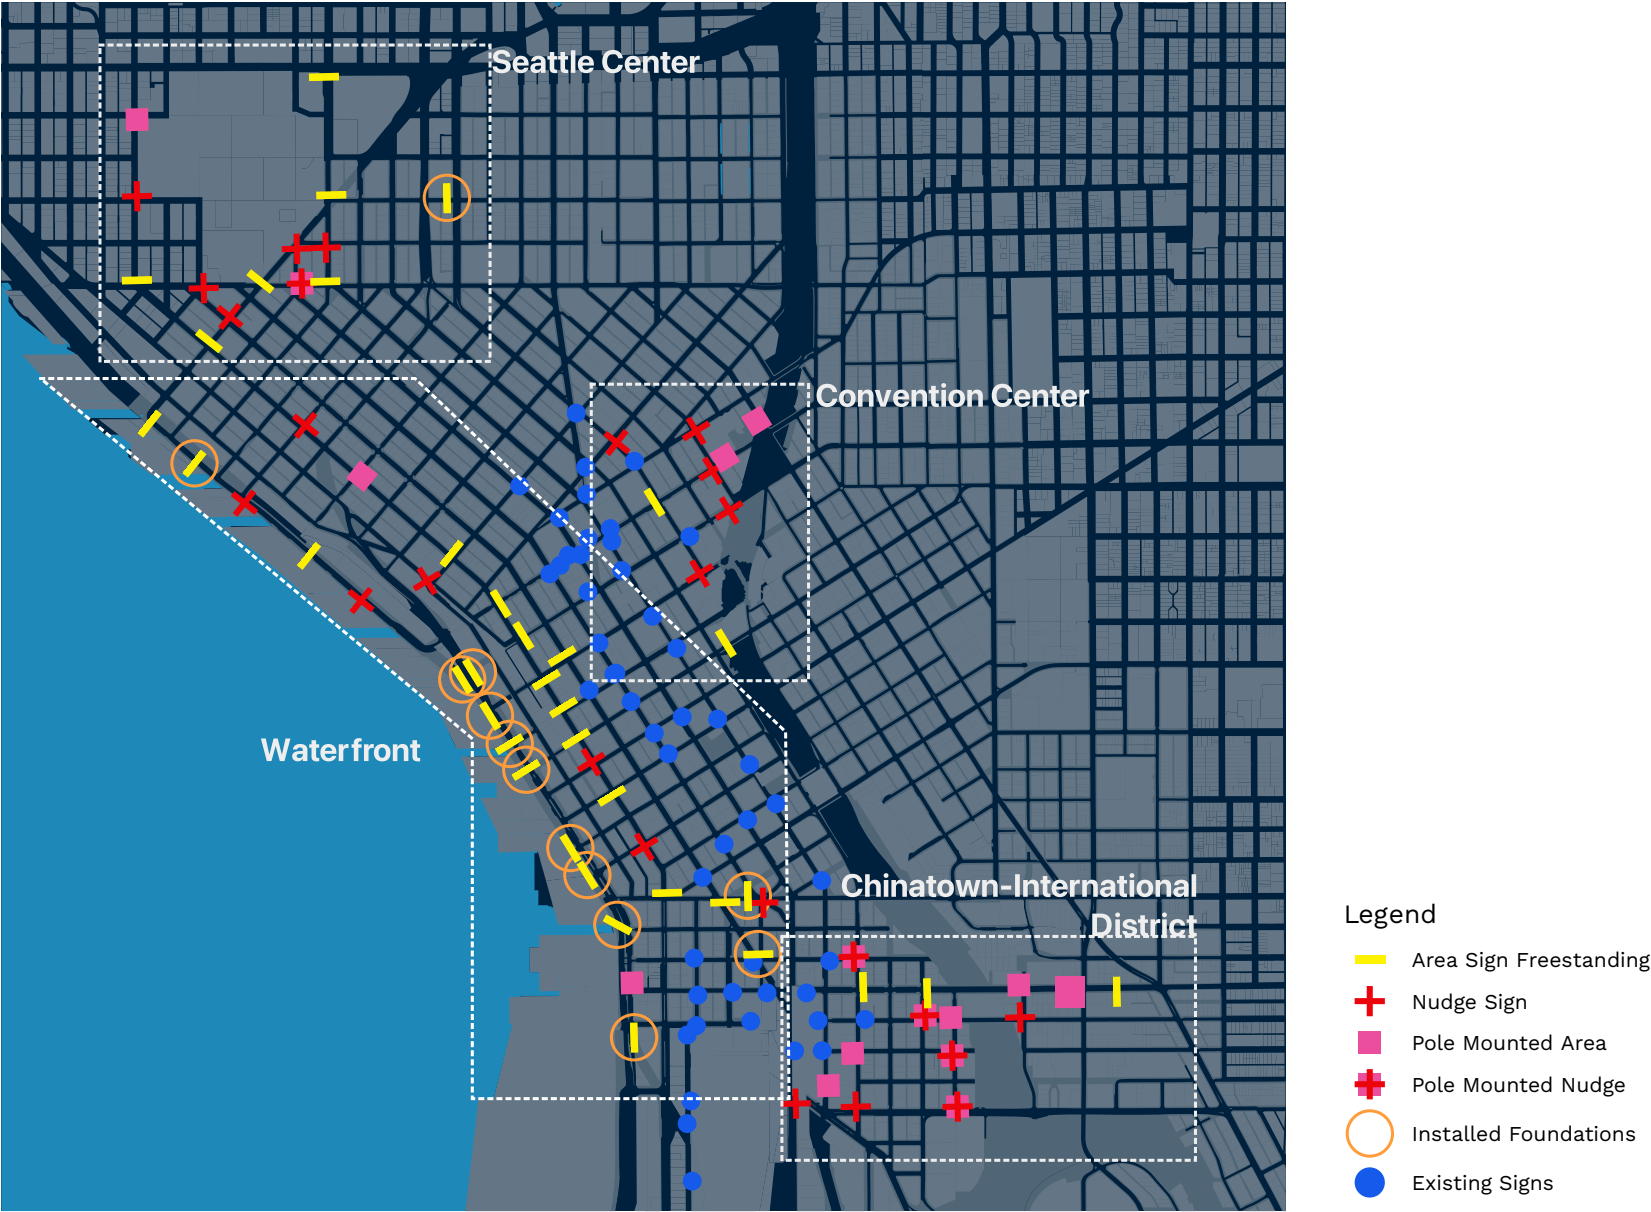 Seattle Center
Convention Center
Waterfront
Chinatown-International
District
Legend
Area Sign Freestanding
Nudge Sign
Pole Mounted Area
Pole Mounted Nudge
Installed Foundations
Existing Signs